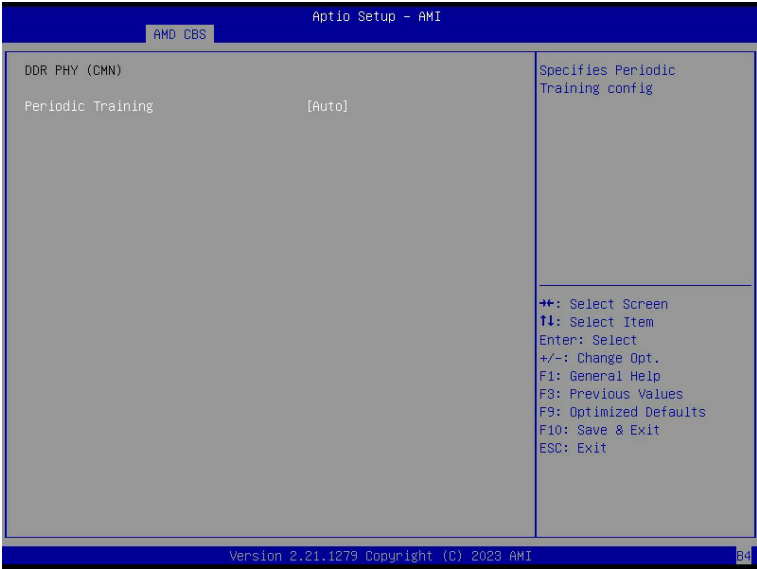 Aptio Setup – AMI
AMD CBS
DDR PHY (CMN)
Periodic Training [Auto]
Specifies Periodic
Training config
→←: Select Screen
↑↓: Select Item
Enter: Select
+/-: Change Opt.
F1: General Help
F3: Previous Values
F9: Optimized Defaults
F10: Save & Exit
ESC: Exit
Version 2.21.1279 Copyright (C) 2023 AMI
B4